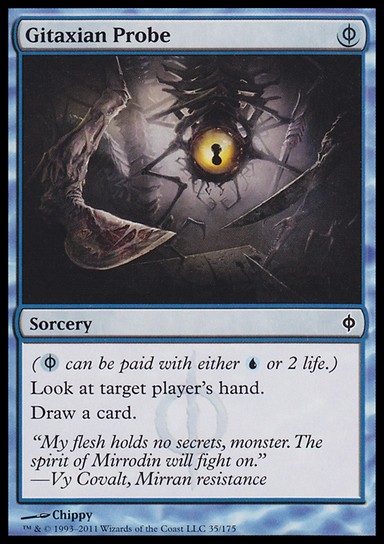 Gitaxian Probe
Sorcery
( can be paid with either  or 2 life.)
Look at target player's hand.
Draw a card.
"My flesh holds no secrets, monster. The
spirit of Mirrodin will fight on."
—Vy Covalt, Mirran resistance
Chippy
™ & © 1993–2011 Wizards of the Coast LLC 35/175